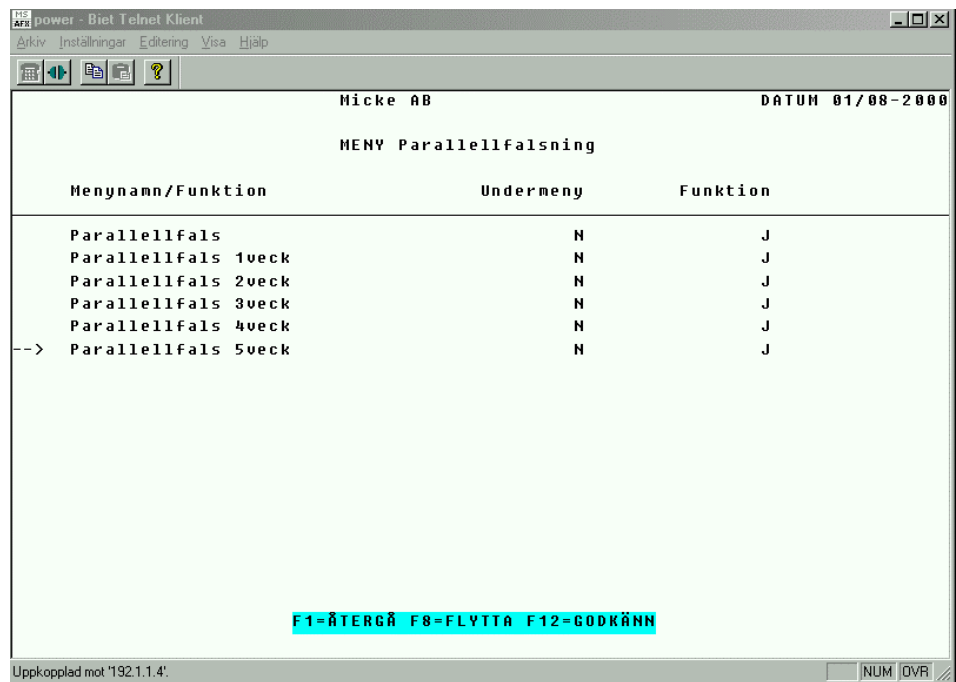 MS AFX power - Biet Telnet Klient
Arkiv Inställningar Editering Visa Hjälp
Micke AB DATUM 01/08-2000
MENY Parallellfalsning
Menynamn/Funktion Undermeny Funktion
Parallellfals N J
Parallellfals 1veck N J
Parallellfals 2veck N J
Parallellfals 3veck N J
Parallellfals 4veck N J
--> Parallellfals 5veck N J
F1=ÅTERGÅ F8=FLYTTA F12=GODKÄNN
Uppkopplad mot '192.1.1.4'. NUM OVR